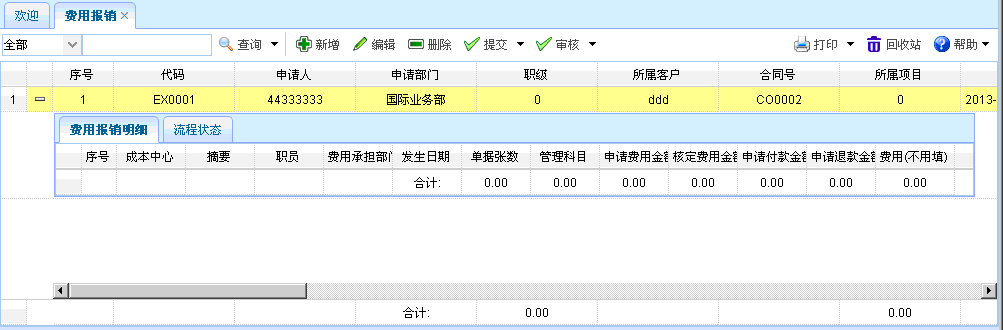 欢迎 费用报销
全部 查询 新增 编辑 删除 提交 审核 打印 回收站 帮助
序号 代码 申请人 申请部门 职级 所属客户 合同号 所属项目
1 1 EX0001 44333333 国际业务部 0 ddd CO0002 0 2013-
费用报销明细 流程状态
序号 成本中心 摘要 职员 费用承担部门 发生日期 单据张数 管理科目 申请费用金额 核定费用金额 申请付款金额 申请退款金额 费用(不用填)
合计: 0.00 0.00 0.00 0.00 0.00 0.00 0.00
合计: 0.00 0.00